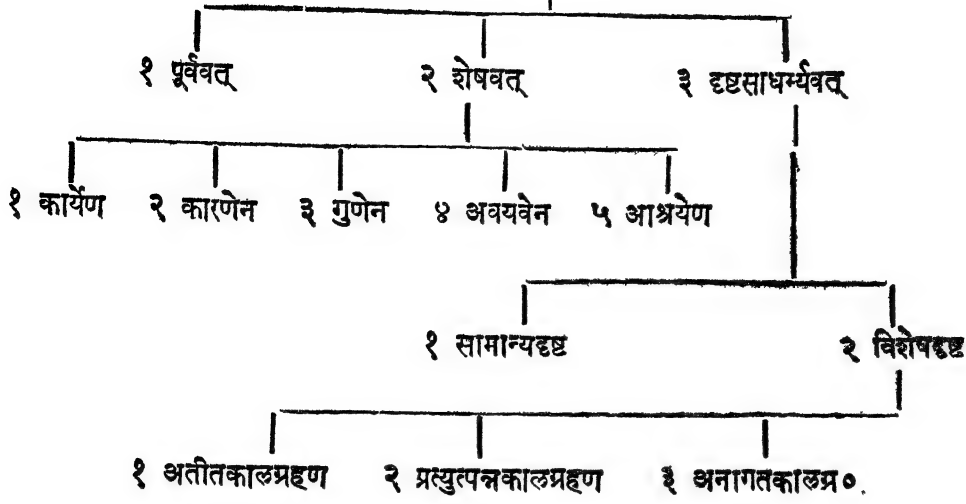 १ पूर्ववत् २ शेषवत् ३ दृष्टसाधर्म्यवत्
१ कार्येण २ कारणेन ३ गुणेन ४ अवयवेन ५ आश्रयेण
१ सामान्यदृष्ट २ विशेषदृष्ट
१ अतीतकालग्रहण २ प्रत्युत्पन्नकालग्रहण ३ अनागतकालग्र०.